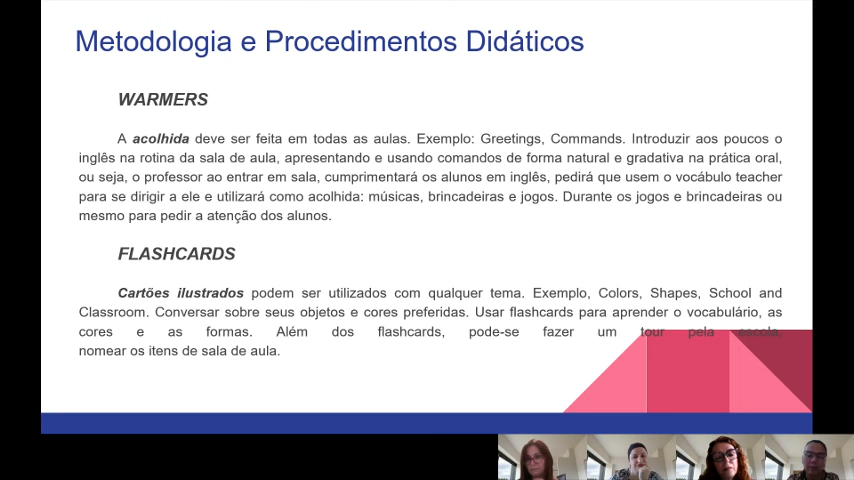 Metodologia e Procedimentos Didáticos
WARMERS
A acolhida deve ser feita em todas as aulas. Exemplo: Greetings, Commands. Introduzir aos poucos o
inglês na rotina da sala de aula, apresentando e usando comandos de forma natural e gradativa na prática oral,
ou seja, o professor ao entrar em sala, cumprimentará os alunos em inglês, pedirá que usem o vocábulo teacher
para se dirigir a ele e utilizará como acolhida: músicas, brincadeiras e jogos. Durante os jogos e brincadeiras ou
mesmo para pedir a atenção dos alunos.
FLASHCARDS
Cartões ilustrados podem ser utilizados com qualquer tema. Exemplo, Colors, Shapes, School and
Classroom. Conversar sobre seus objetos e cores preferidas. Usar flashcards para aprender o vocabulário, as
cores e as formas. Além dos flashcards, pode-se fazer um tour pela escola,
nomear os itens de sala de aula.